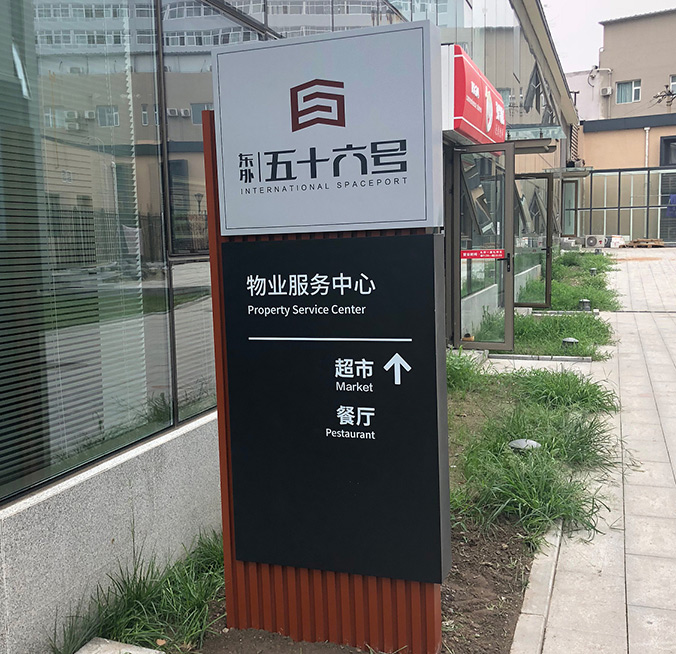 东外 五十六号
INTERNATIONAL SPACEPORT
物业服务中心
Property Service Center
超市
Market
餐厅
Pestaurant